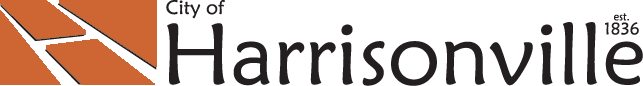 City of
Harrisonville
est.
1836